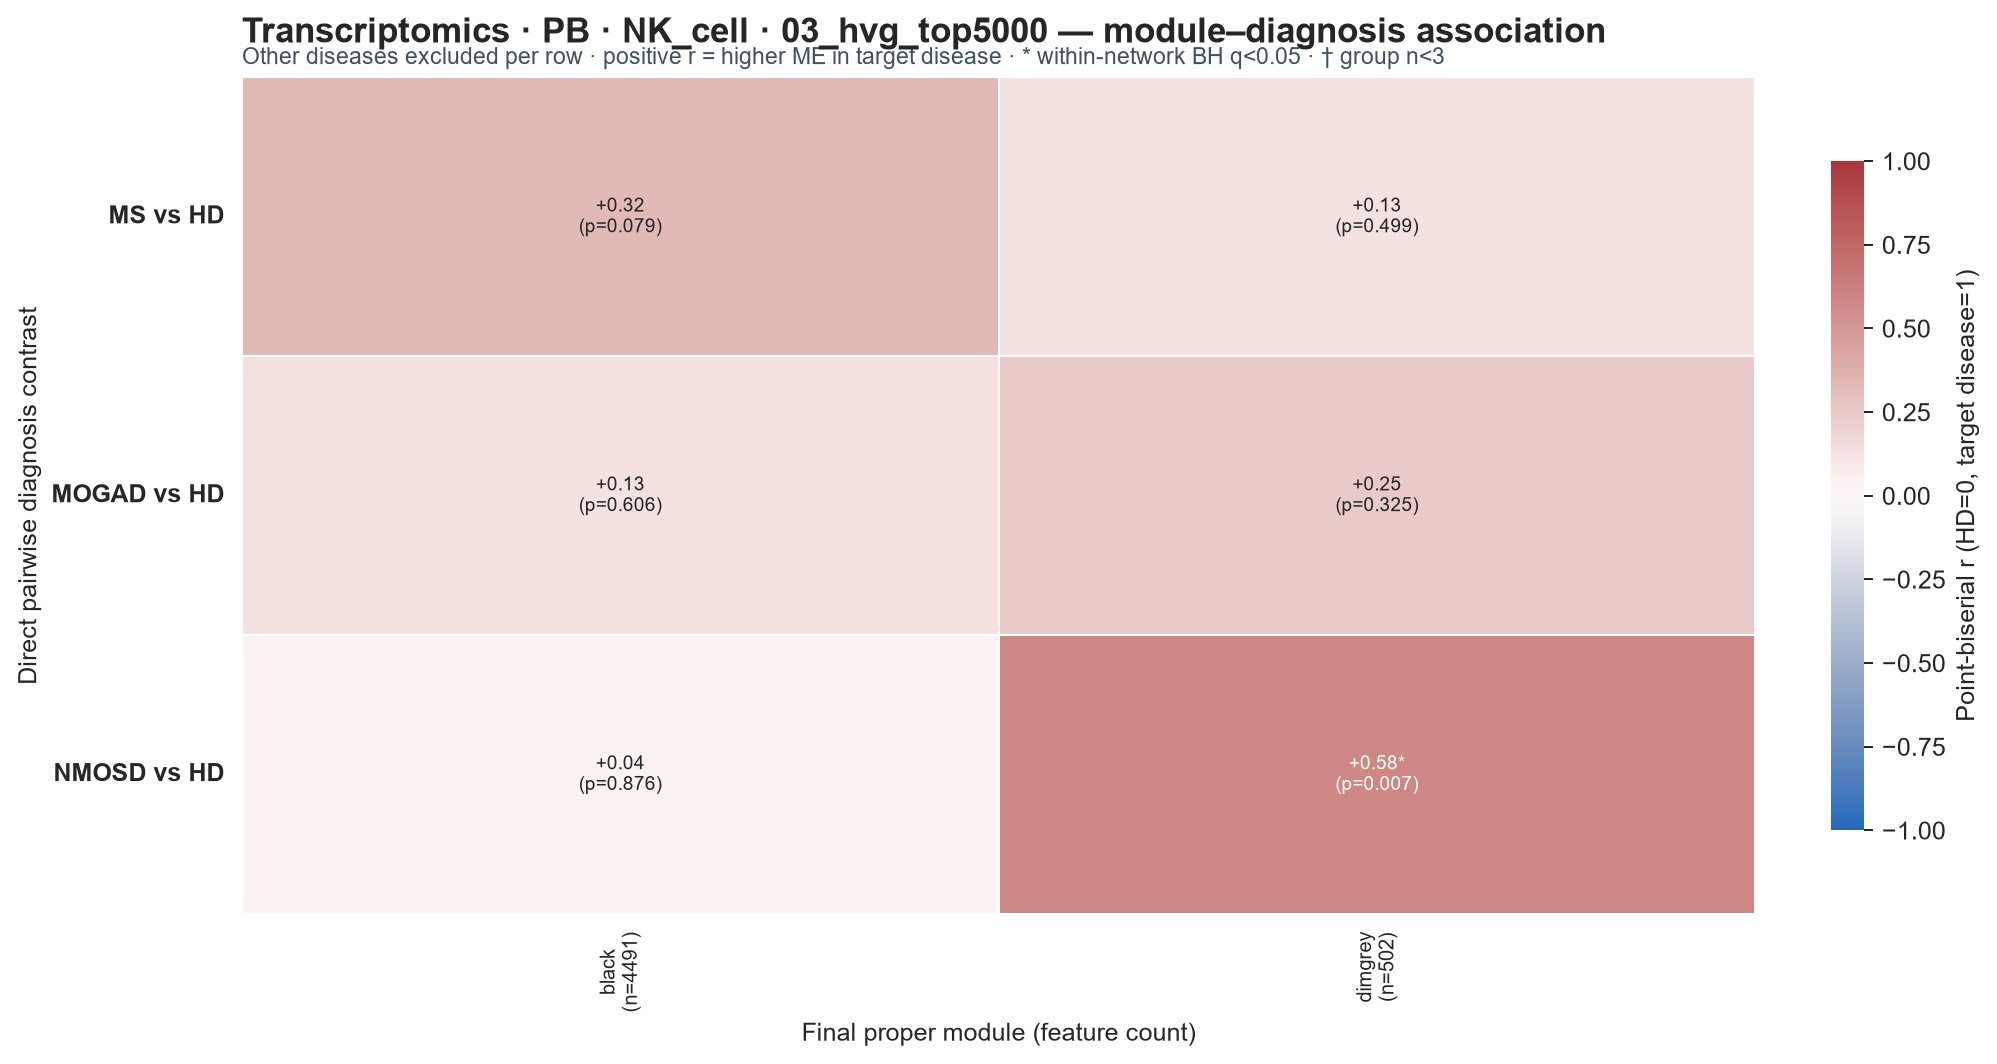 Transcriptomics · PB · NK_cell · 03_hvg_top5000 — module–diagnosis association
Other diseases excluded per row · positive r = higher ME in target disease · * within-network BH q<0.05 · † group n<3
Direct pairwise diagnosis contrast
MS vs HD
+0.32
(p=0.079)
+0.13
(p=0.499)
MOGAD vs HD
+0.13
(p=0.606)
+0.25
(p=0.325)
NMOSD vs HD
+0.04
(p=0.876)
+0.58*
(p=0.007)
black
(n=4491)
dimgrey
(n=502)
Final proper module (feature count)
1.00
0.75
0.50
0.25
0.00
−0.25
−0.50
−0.75
−1.00
Point-biserial r (HD=0, target disease=1)